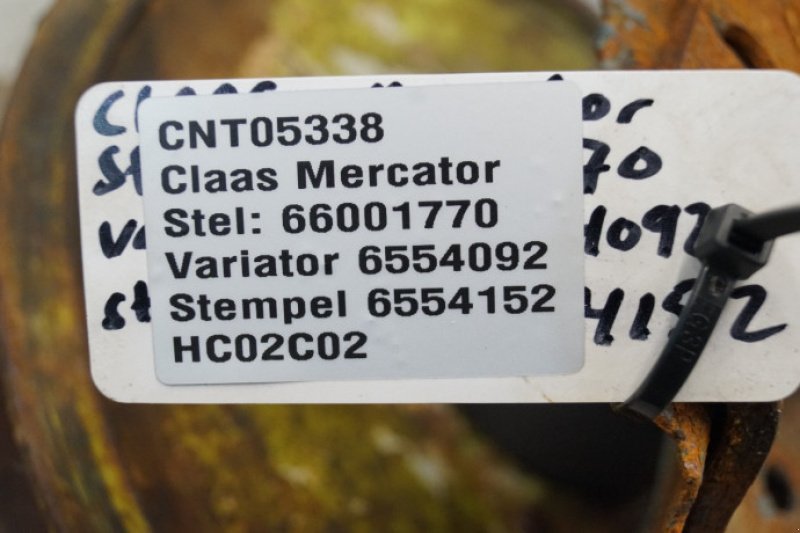 CNT05338
Claas Mercator
Stel: 66001770
Variator 6554092
Stempel 6554152
HC02C02